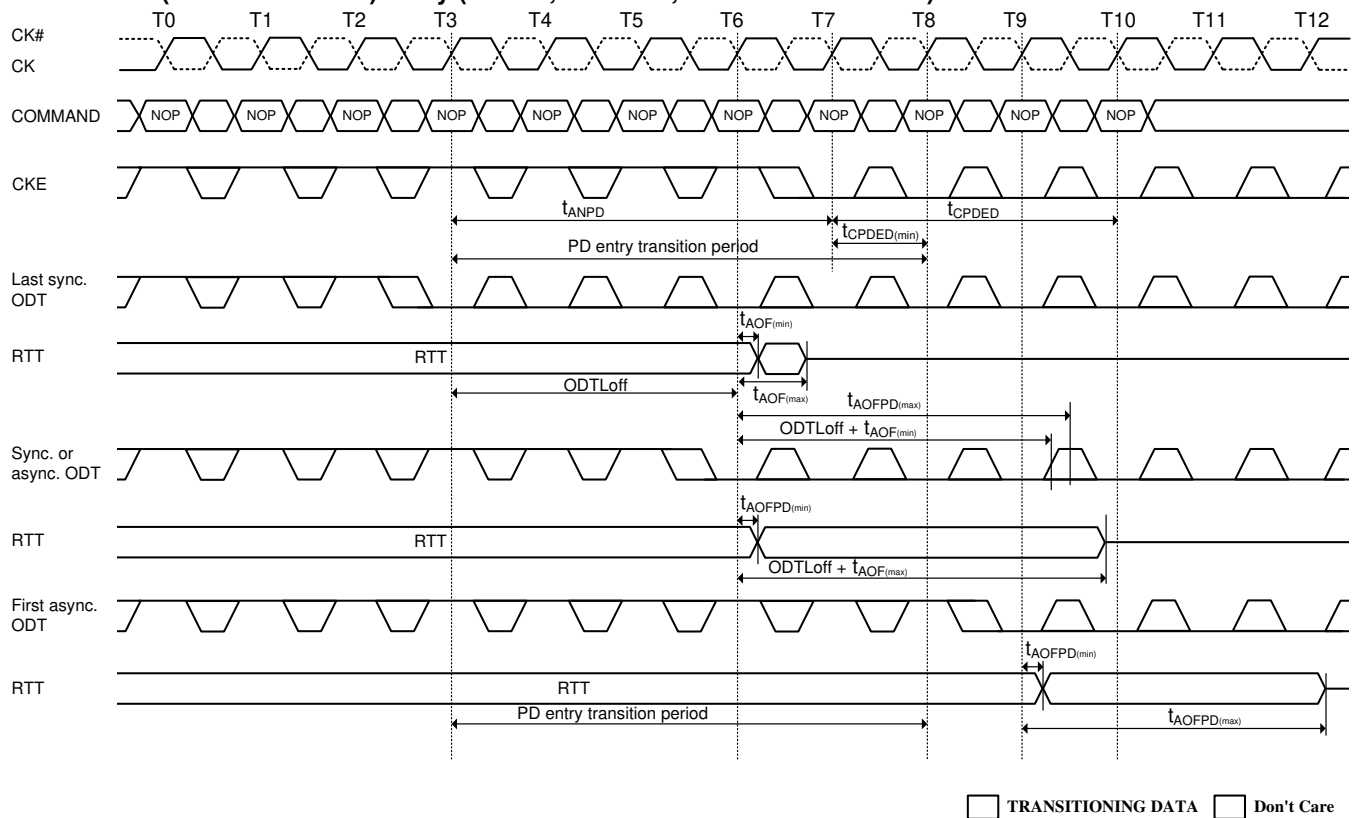 T0 T1 T2 T3 T4 T5 T6 T7 T8 T9 T10 T11 T12
CK#
CK
COMMAND NOP NOP NOP NOP NOP NOP NOP NOP NOP NOP NOP
CKE
tANPD tCPDED
tCPDED(min)
PD entry transition period
Last sync.
ODT
tAOF(min)
RTT RTT
ODTLoff tAOF(max)
tAOFPD(max)
ODTLoff + tAOF(min)
Sync. or
async. ODT
tAOFPD(min)
RTT RTT
ODTLoff + tAOF(max)
First async.
ODT
tAOFPD(min)
RTT RTT
PD entry transition period tAOFPD(max)
TRANSITIONING DATA Don't Care